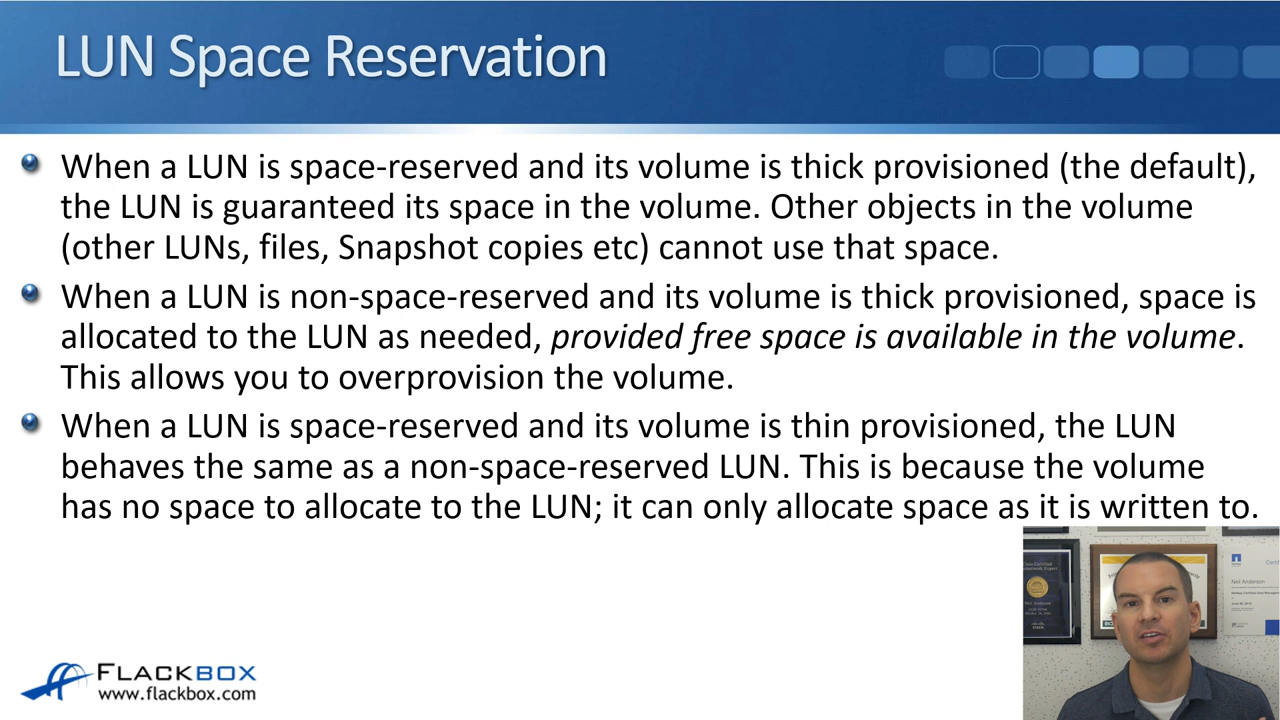 LUN Space Reservation
When a LUN is space-reserved and its volume is thick provisioned (the default),
the LUN is guaranteed its space in the volume. Other objects in the volume
(other LUNs, files, Snapshot copies etc) cannot use that space.
When a LUN is non-space-reserved and its volume is thick provisioned, space is
allocated to the LUN as needed, provided free space is available in the volume.
This allows you to overprovision the volume.
When a LUN is space-reserved and its volume is thin provisioned, the LUN
behaves the same as a non-space-reserved LUN. This is because the volume
has no space to allocate to the LUN; it can only allocate space as it is written to.
Neil Anderson
FLACKBOX
www.flackbox.com